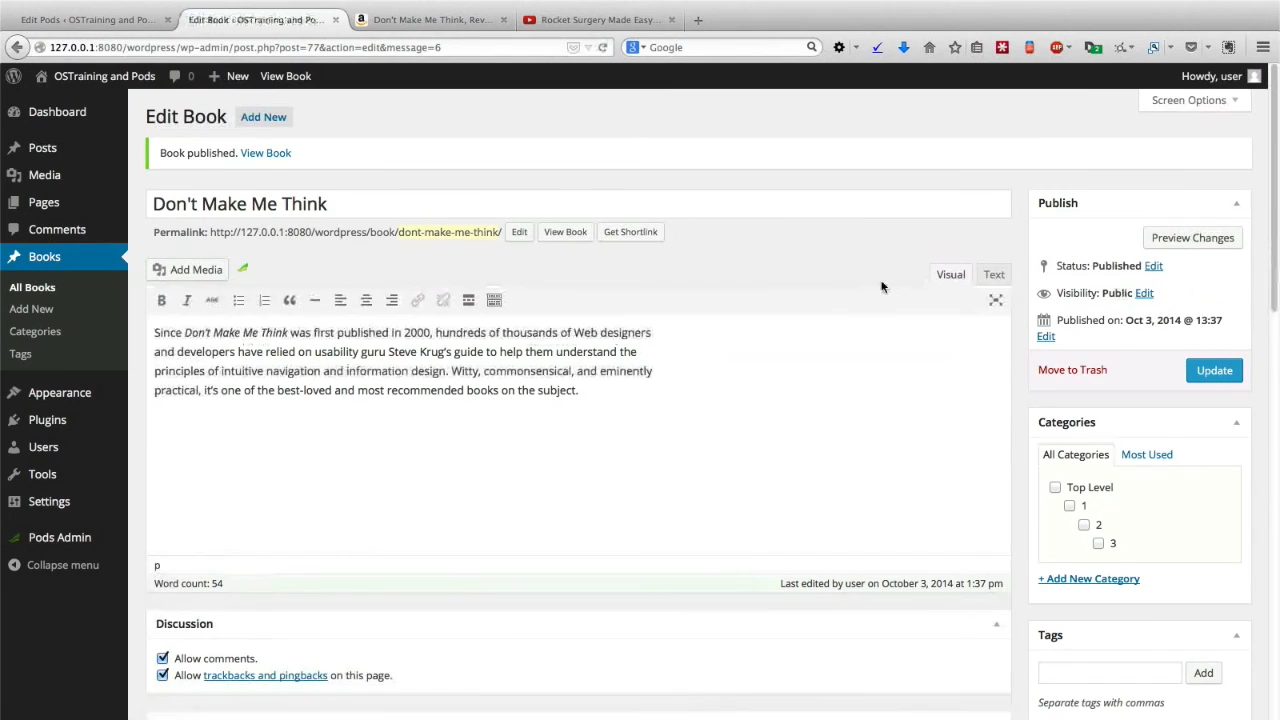 Edit Pods ‹ OSTraining and Po... ×
Edit Book ‹ OSTraining and Po... ×
Don't Make Me Think, Rev... ×
Rocket Surgery Made Easy... ×
+
127.0.0.1:8080/wordpress/wp-admin/post.php?post=77&action=edit&message=6
Google
OSTraining and Pods
0
+ New
View Book
Howdy, user
Dashboard
Posts
Media
Pages
Comments
Books
All Books
Add New
Categories
Tags
Appearance
Plugins
Users
Tools
Settings
Pods Admin
Collapse menu
Screen Options
Edit Book Add New
Book published. View Book
Don't Make Me Think
Permalink: http://127.0.0.1:8080/wordpress/book/dont-make-me-think/ Edit View Book Get Shortlink
Add Media
Visual Text
B I ABC
Since Don't Make Me Think was first published in 2000, hundreds of thousands of Web designers
and developers have relied on usability guru Steve Krug's guide to help them understand the
principles of intuitive navigation and information design. Witty, commonsensical, and eminently
practical, it's one of the best-loved and most recommended books on the subject.
p
Word count: 54 Last edited by user on October 3, 2014 at 1:37 pm
Discussion
Allow comments.
Allow trackbacks and pingbacks on this page.
Publish
Preview Changes
Status: Published Edit
Visibility: Public Edit
Published on: Oct 3, 2014 @ 13:37
Edit
Move to Trash Update
Categories
All Categories Most Used
Top Level
1
2
3
+ Add New Category
Tags
Add
Separate tags with commas